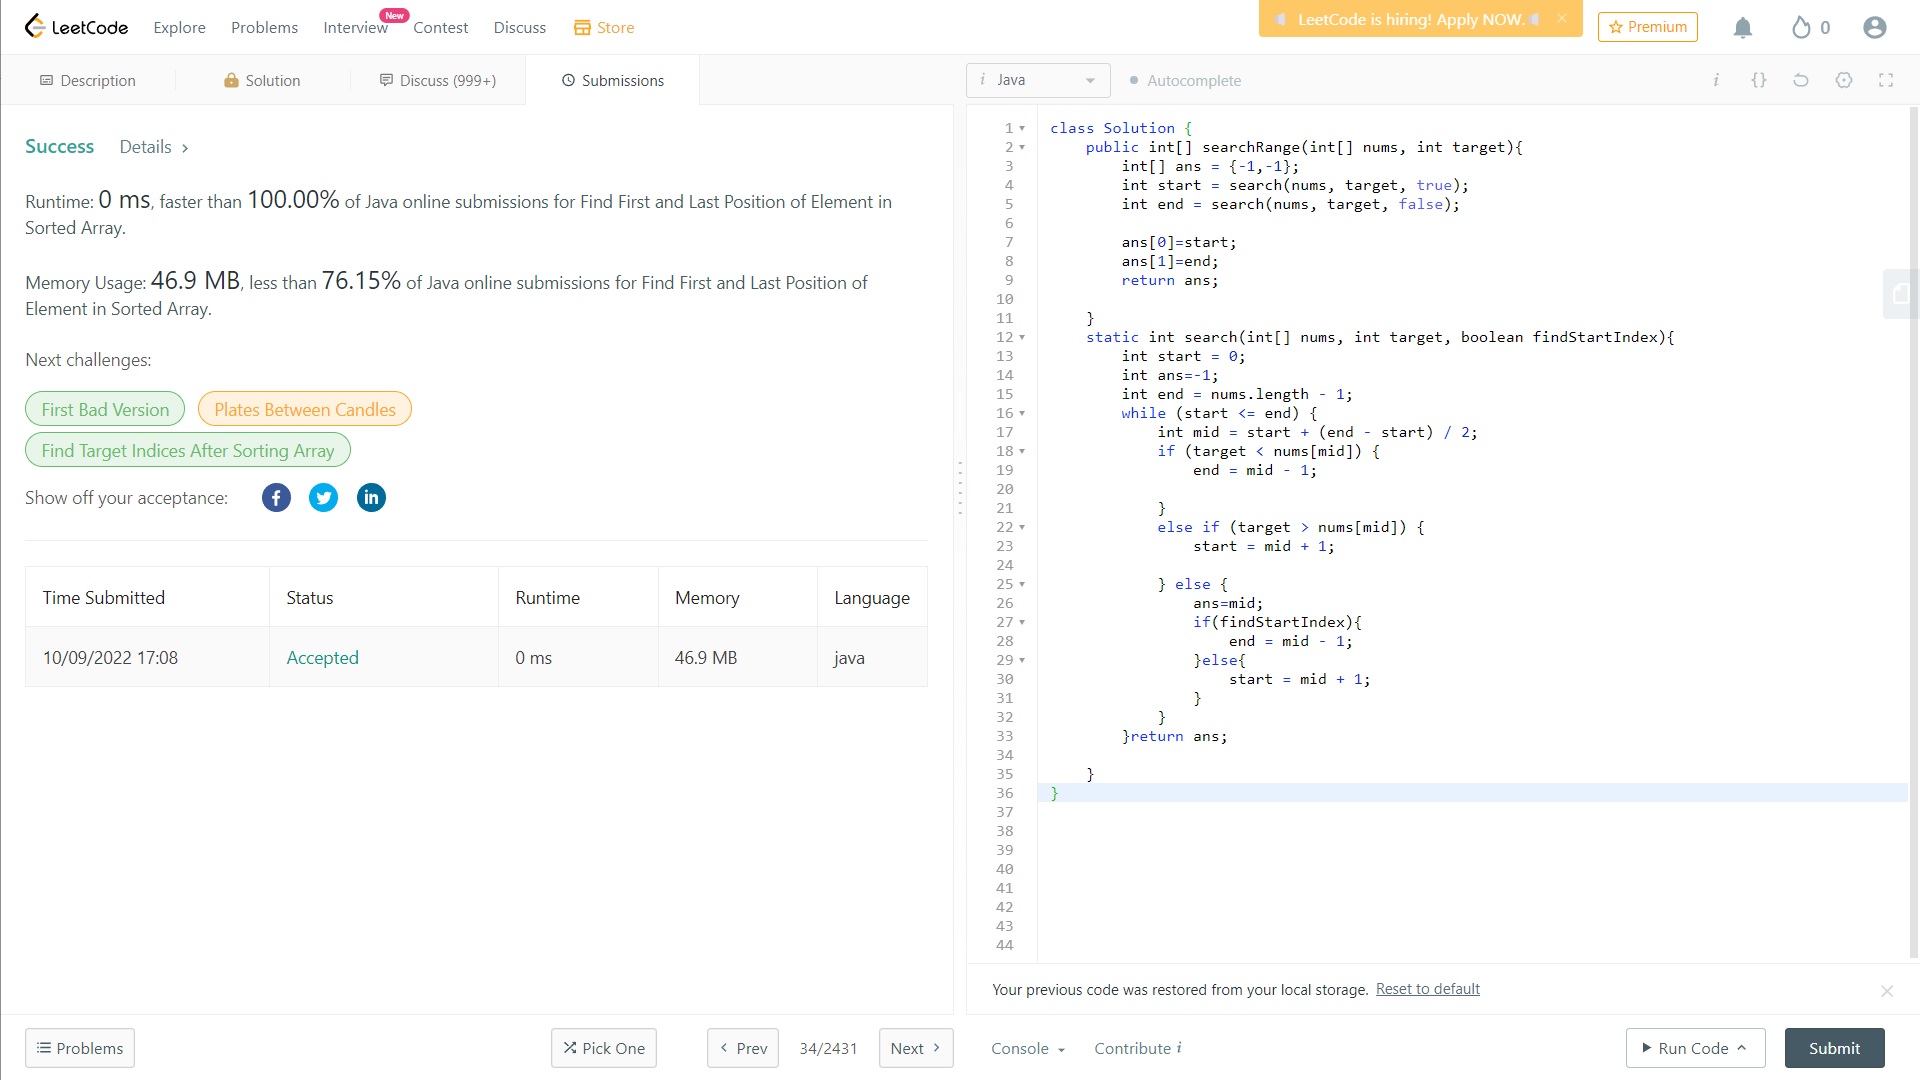 LeetCode Explore Problems Interview New Contest Discuss Store LeetCode is hiring! Apply NOW. Premium 0
Description Solution Discuss (999+) Submissions
i Java Autocomplete i {}
Success Details
Runtime: 0 ms, faster than 100.00% of Java online submissions for Find First and Last Position of Element in
Sorted Array.
Memory Usage: 46.9 MB, less than 76.15% of Java online submissions for Find First and Last Position of
Element in Sorted Array.
Next challenges:
First Bad Version Plates Between Candles
Find Target Indices After Sorting Array
Show off your acceptance:
Time Submitted Status Runtime Memory Language
10/09/2022 17:08 Accepted 0 ms 46.9 MB java
1 class Solution {
2     public int[] searchRange(int[] nums, int target){
3         int[] ans = {-1,-1};
4         int start = search(nums, target, true);
5         int end = search(nums, target, false);
6
7         ans[0]=start;
8         ans[1]=end;
9         return ans;
10
11     }
12     static int search(int[] nums, int target, boolean findStartIndex){
13         int start = 0;
14         int ans=-1;
15         int end = nums.length - 1;
16         while (start <= end) {
17             int mid = start + (end - start) / 2;
18             if (target < nums[mid]) {
19                 end = mid - 1;
20
21             }
22             else if (target > nums[mid]) {
23                 start = mid + 1;
24
25             } else {
26                 ans=mid;
27                 if(findStartIndex){
28                     end = mid - 1;
29                 }else{
30                     start = mid + 1;
31                 }
32             }
33         }return ans;
34
35     }
36 }
37
38
39
40
41
42
43
44
Your previous code was restored from your local storage. Reset to default
Problems Pick One Prev 34/2431 Next Console Contribute i Run Code Submit